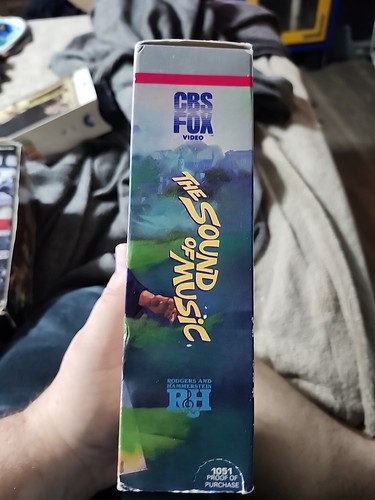 CBS
FOX
VIDEO
THE SOUND
OF MUSIC
RODGERS AND
HAMMERSTEIN
R&H
1051
PROOF OF
PURCHASE